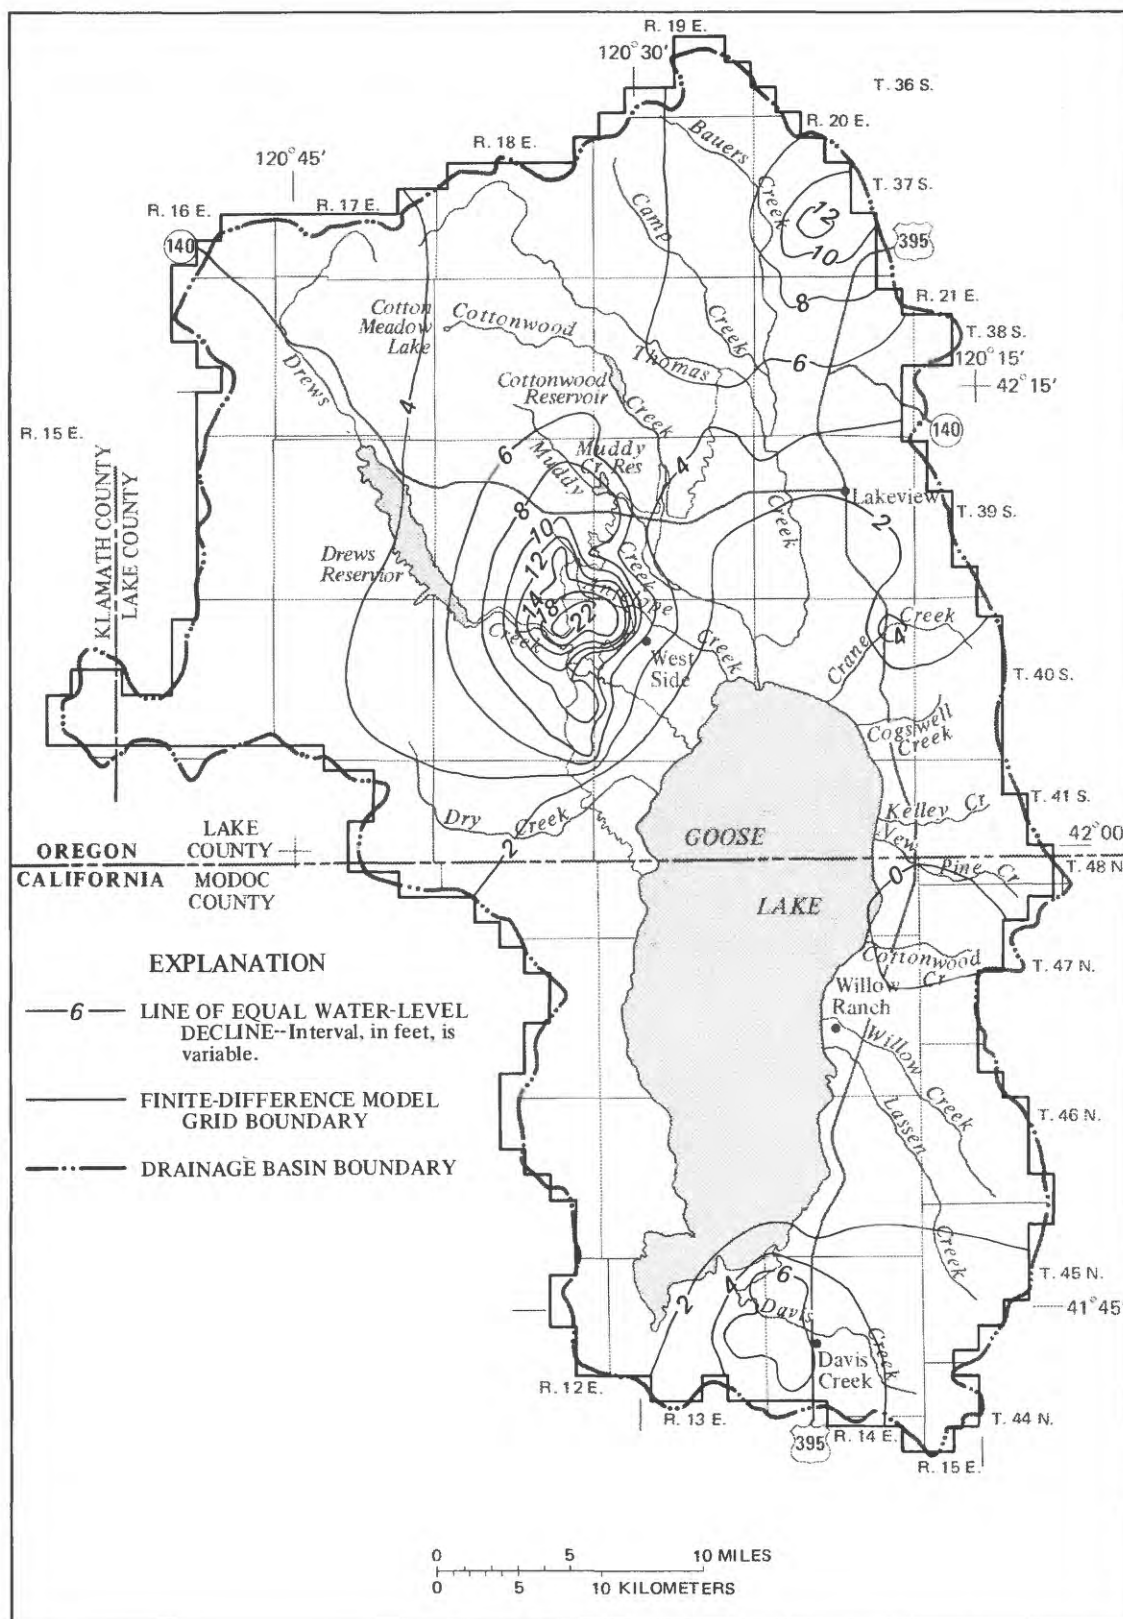 R. 19 E.
120°30′
T. 36 S.
R. 20 E.
Bauers
Creek
R. 18 E.
120°45′
T. 37 S.
R. 17 E.
R. 16 E.
Camp
Creek
12
10
140
395
8
R. 21 E.
Cotton
Meadow
Lake
Cottonwood
Creek
T. 38 S.
120°15′
42°15′
Thomas
Creek
6
Drews
Creek
Cottonwood
Reservoir
4
R. 15 E.
140
KLAMATH COUNTY
LAKE COUNTY
6
Muddy
Cr
Muddy
Res
4
8
Lakeview
T. 39 S.
2
10
Drews
Reservior
12
14
18
22
Antelope
Creek
Creek
4
Crane
Creek
West
Side
T. 40 S.
Cogswell
Creek
T. 41 S.
Kelley Cr
Dry
Creek
New
Pine Cr
42°00
GOOSE
LAKE
2
0
OREGON
LAKE
COUNTY
CALIFORNIA
MODOC
COUNTY
T. 48 N
Cottonwood
Cr
T. 47 N.
Willow
Ranch
Willow
Creek
Lassen
Creek
T. 46 N.
EXPLANATION
6 LINE OF EQUAL WATER-LEVEL
DECLINE--Interval, in feet, is
variable.
FINITE-DIFFERENCE MODEL
GRID BOUNDARY
DRAINAGE BASIN BOUNDARY
T. 45 N.
41°45′
2
4
6
Davis
Creek
Davis
Creek
R. 12 E.
R. 13 E.
R. 14 E.
T. 44 N.
395
R. 15 E.
0 5 10 MILES
0 5 10 KILOMETERS